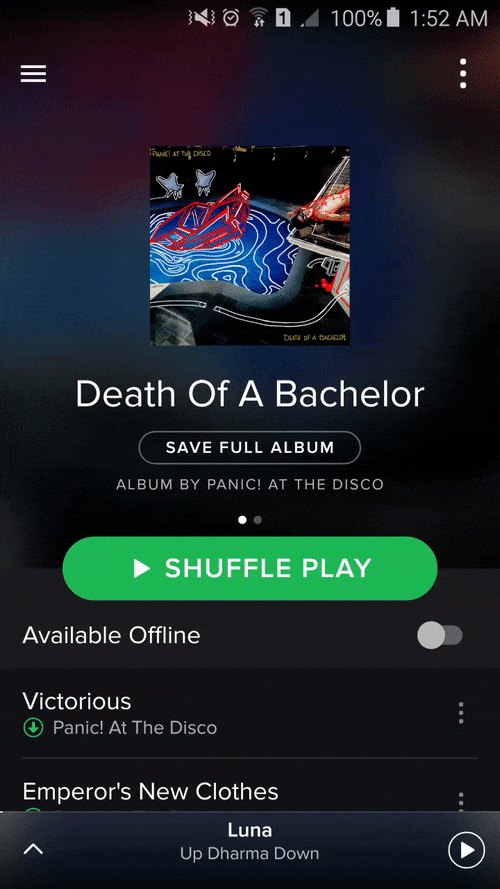 1 100% 1:52 AM
PANIC! AT THE DISCO
DEATH OF A BACHELOR
Death Of A Bachelor
SAVE FULL ALBUM
ALBUM BY PANIC! AT THE DISCO
SHUFFLE PLAY
Available Offline
Victorious
Panic! At The Disco
Emperor's New Clothes
Luna
Up Dharma Down